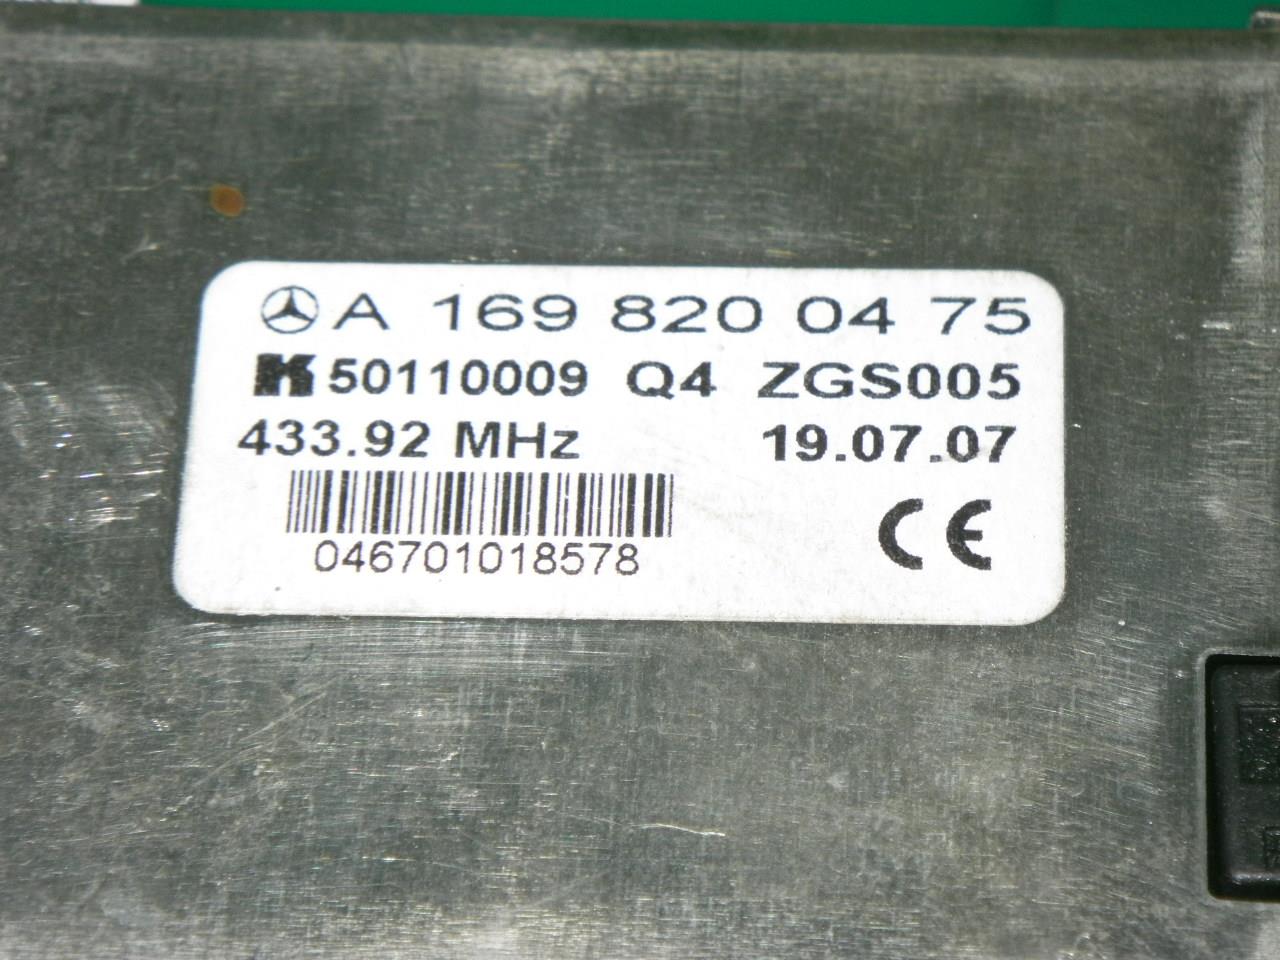 A 169 820 04 75
K 50110009 Q4 ZGS005
433.92 MHz 19.07.07
046701018578
CE